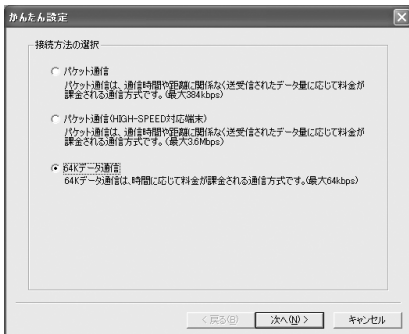 かんたん設定
接続方法の選択
パケット通信
パケット通信は、通信時間や距離に関係なく送受信されたデータ量に応じて料金が
課金される通信方式です。(最大384kbps)
パケット通信(HIGH-SPEED対応端末)
パケット通信は、通信時間や距離に関係なく送受信されたデータ量に応じて料金が
課金される通信方式です。(最大3.6Mbps)
64Kデータ通信
64Kデータ通信は、時間に応じて料金が課金される通信方式です。(最大64kbps)
< 戻る(B) 次へ(N) > キャンセル